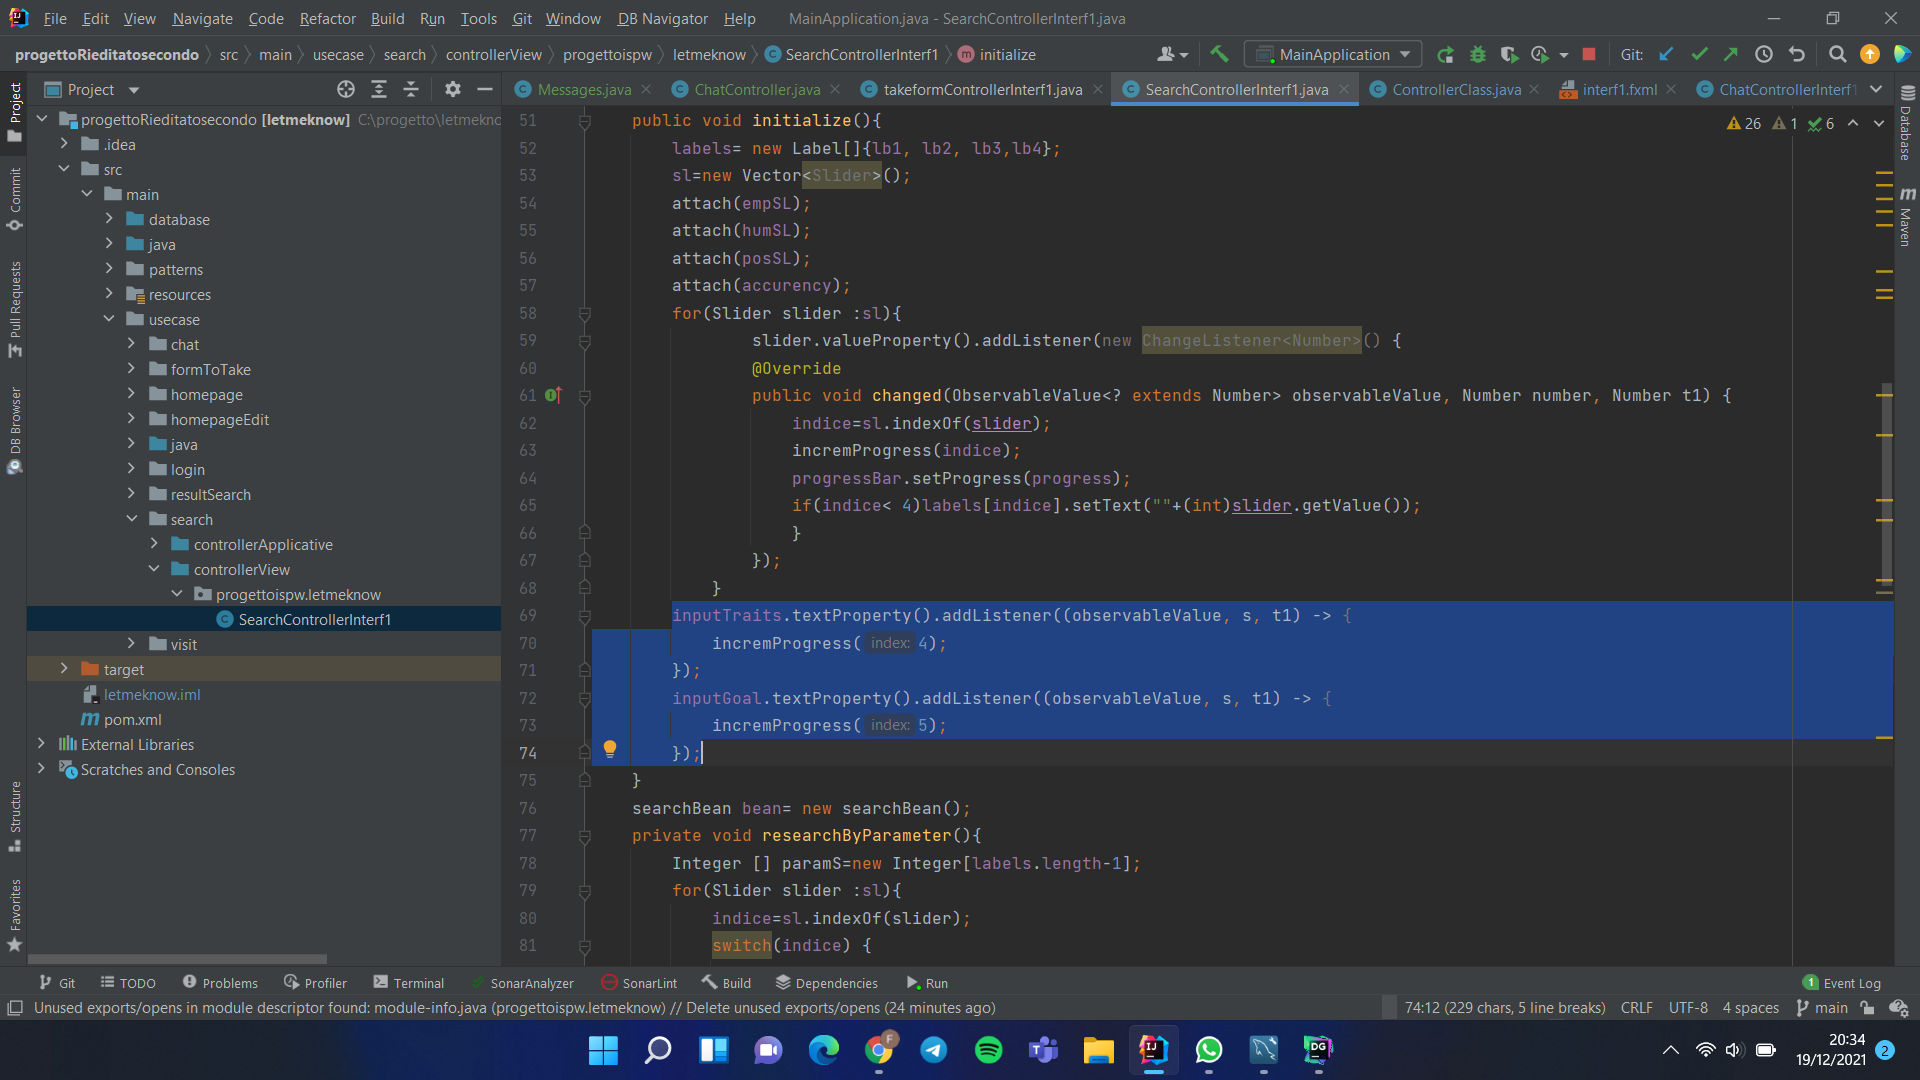 File Edit View Navigate Code Refactor Build Run Tools Git Window DB Navigator Help MainApplication.java - SearchControllerInterf1.java
progettoRieditatosecondo src main usecase search controllerView progettoispw letmeknow SearchControllerInterf1 initialize MainApplication Git:
Project
Messages.java ChatController.java takeformControllerInterf1.java SearchControllerInterf1.java ControllerClass.java interf1.fxml ChatControllerInterf1
progettoRieditatosecondo [letmeknow] C:\progetto\letmekno
.idea
src
main
database
java
patterns
resources
usecase
chat
formToTake
homepage
homepageEdit
java
login
resultSearch
search
controllerApplicative
controllerView
progettoispw.letmeknow
SearchControllerInterf1
visit
target
letmeknow.iml
pom.xml
External Libraries
Scratches and Consoles
Project
Commit
Pull Requests
DB Browser
Structure
Favorites
26 1 6
51 public void initialize(){
52 labels= new Label[]{lb1, lb2, lb3,lb4};
53 sl=new Vector<Slider>();
54 attach(empSL);
55 attach(humSL);
56 attach(posSL);
57 attach(accurency);
58 for(Slider slider :sl){
59 slider.valueProperty().addListener(new ChangeListener<Number>() {
60 @Override
61 public void changed(ObservableValue<? extends Number> observableValue, Number number, Number t1) {
62 indice=sl.indexOf(slider);
63 incremProgress(indice);
64 progressBar.setProgress(progress);
65 if(indice< 4)labels[indice].setText(""+(int)slider.getValue());
66 }
67 });
68 }
69 inputTraits.textProperty().addListener((observableValue, s, t1) -> {
70 incremProgress( index: 4);
71 });
72 inputGoal.textProperty().addListener((observableValue, s, t1) -> {
73 incremProgress( index: 5);
74 });
75 }
76 searchBean bean= new searchBean();
77 private void researchByParameter(){
78 Integer [] paramS=new Integer[labels.length-1];
79 for(Slider slider :sl){
80 indice=sl.indexOf(slider);
81 switch(indice) {
Database
Maven
Git TODO Problems Profiler Terminal SonarAnalyzer SonarLint Build Dependencies Run 1 Event Log
Unused exports/opens in module descriptor found: module-info.java (progettoispw.letmeknow) // Delete unused exports/opens (24 minutes ago) 74:12 (229 chars, 5 line breaks) CRLF UTF-8 4 spaces main
F
IJ
DG
20:34
19/12/2021
2